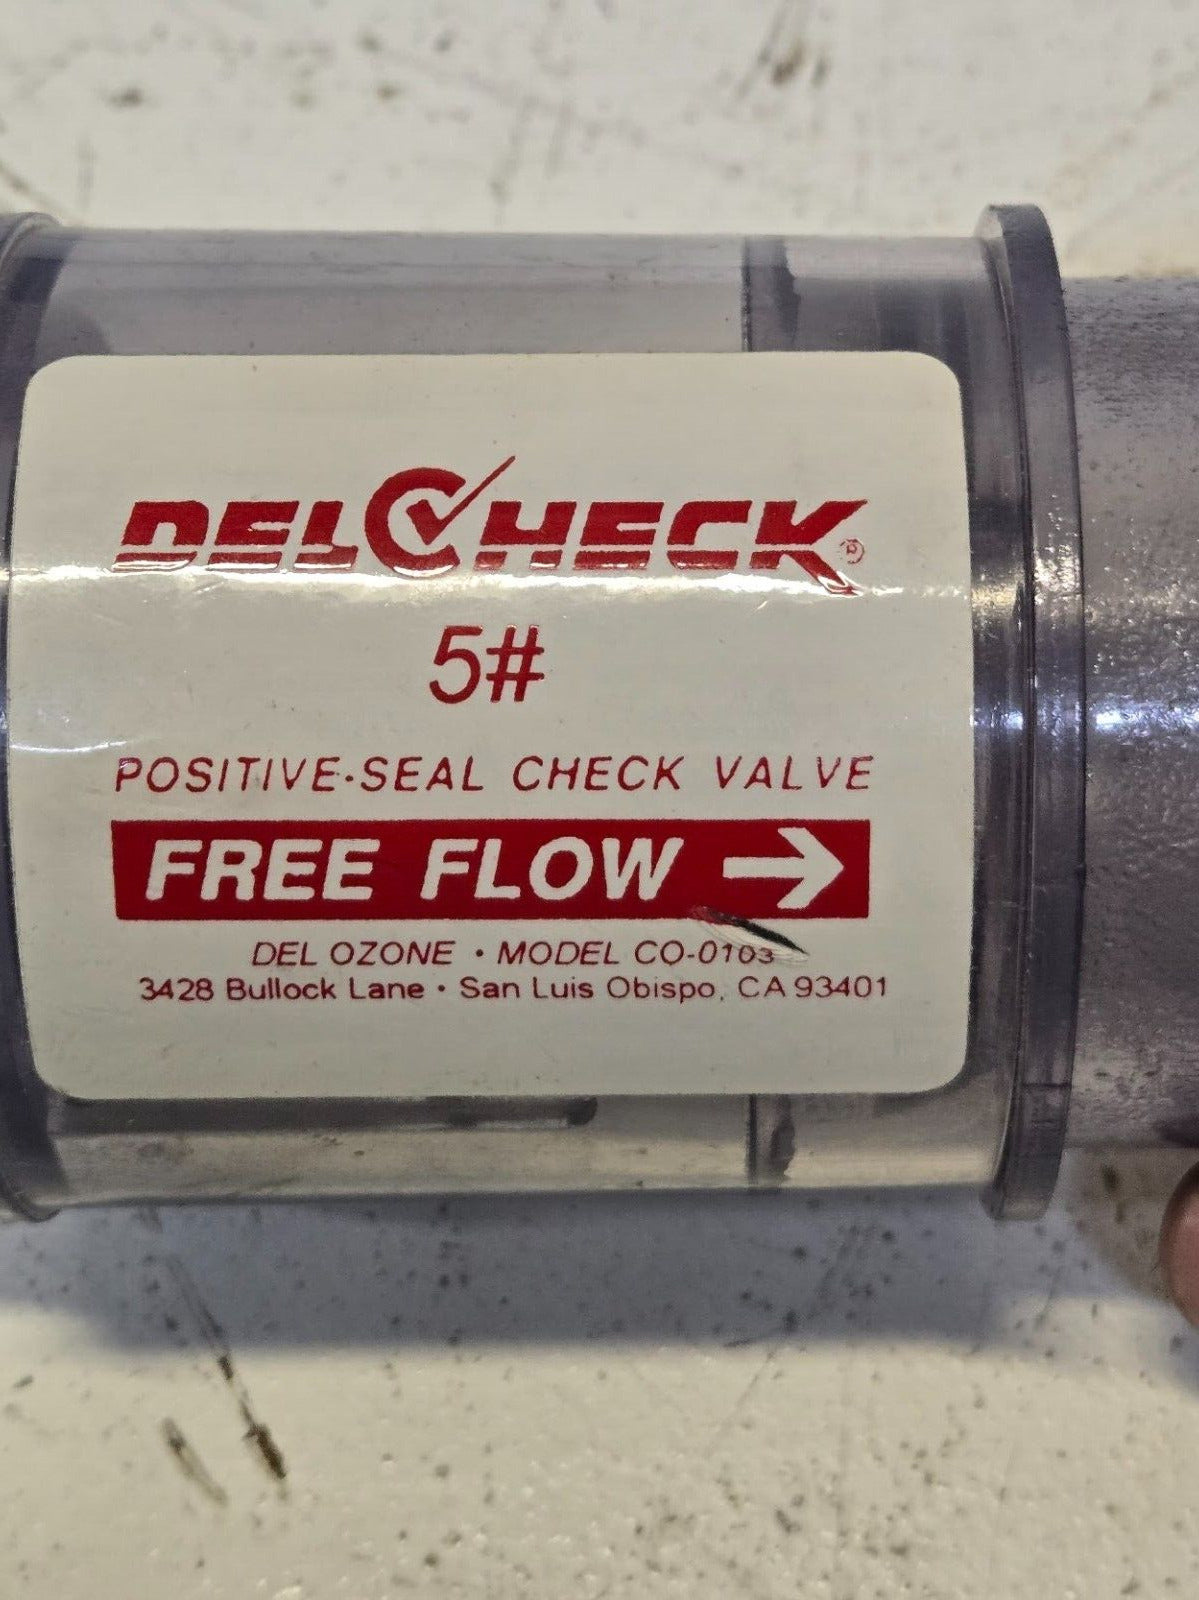 DELCHECK®
5#
POSITIVE-SEAL CHECK VALVE
FREE FLOW →
DEL OZONE • MODEL CO-0103
3428 Bullock Lane • San Luis Obispo, CA 93401